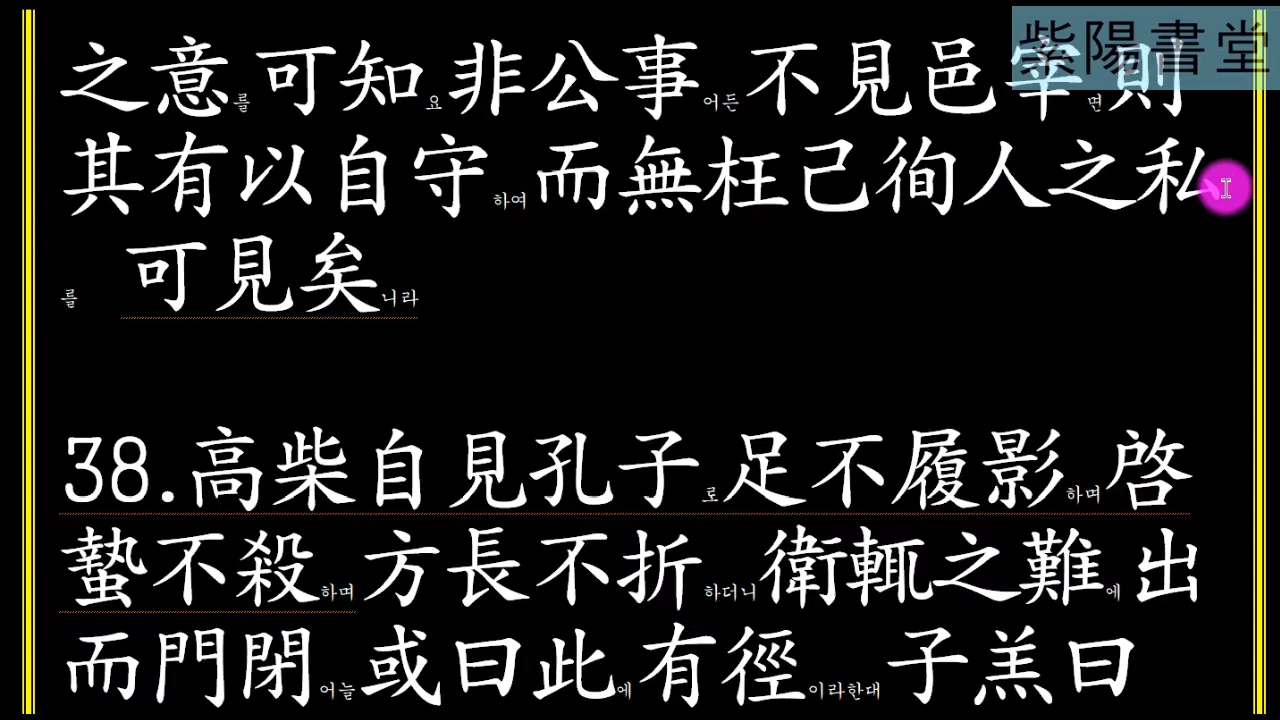 紫陽書堂
之意를 可知요 非公事어든 不見邑宰면 則
其有以自守하여 而無枉己徇人之私
를 可見矣니라
38.高柴自見孔子로 足不履影하며 啓
蟄不殺하며 方長不折하더니 衛輒之難에 出
而門閉어늘 或曰此에 有徑이라한대 子羔曰